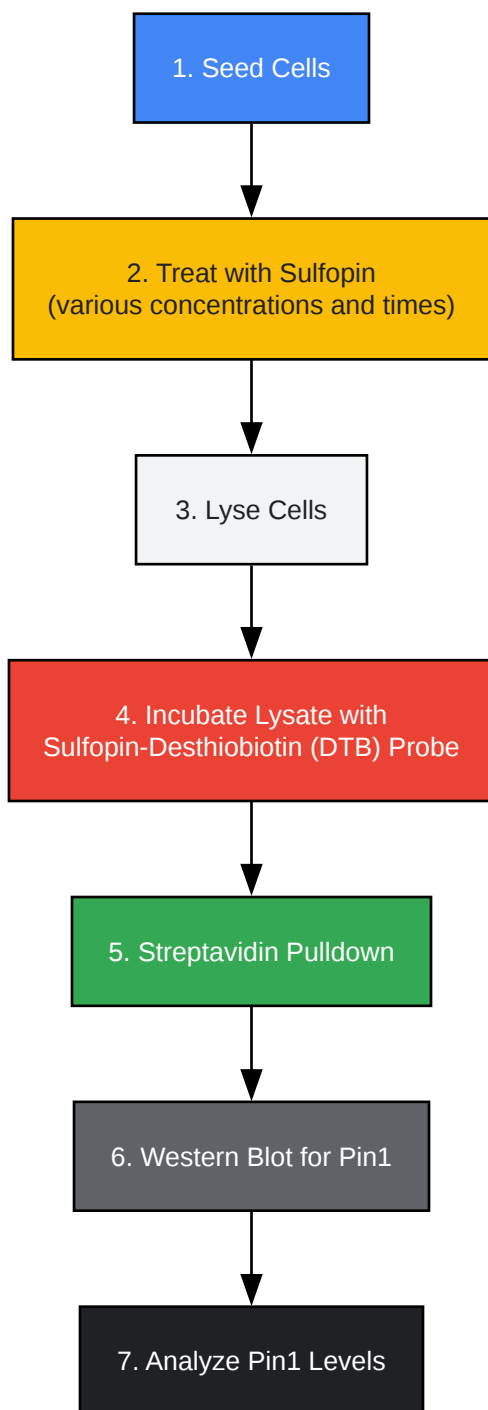 1. Seed Cells
2. Treat with Sulfopin
(various concentrations and times)
3. Lyse Cells
4. Incubate Lysate with
Sulfopin-Desthiobiotin (DTB) Probe
5. Streptavidin Pulldown
6. Western Blot for Pin1
7. Analyze Pin1 Levels